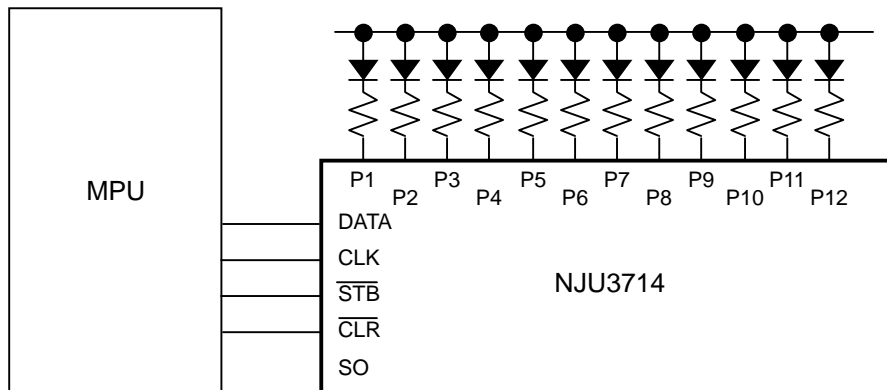 P1 P2 P3 P4 P5 P6 P7 P8 P9 P10 P11 P12
MPU
DATA
CLK
STB
CLR
SO
NJU3714